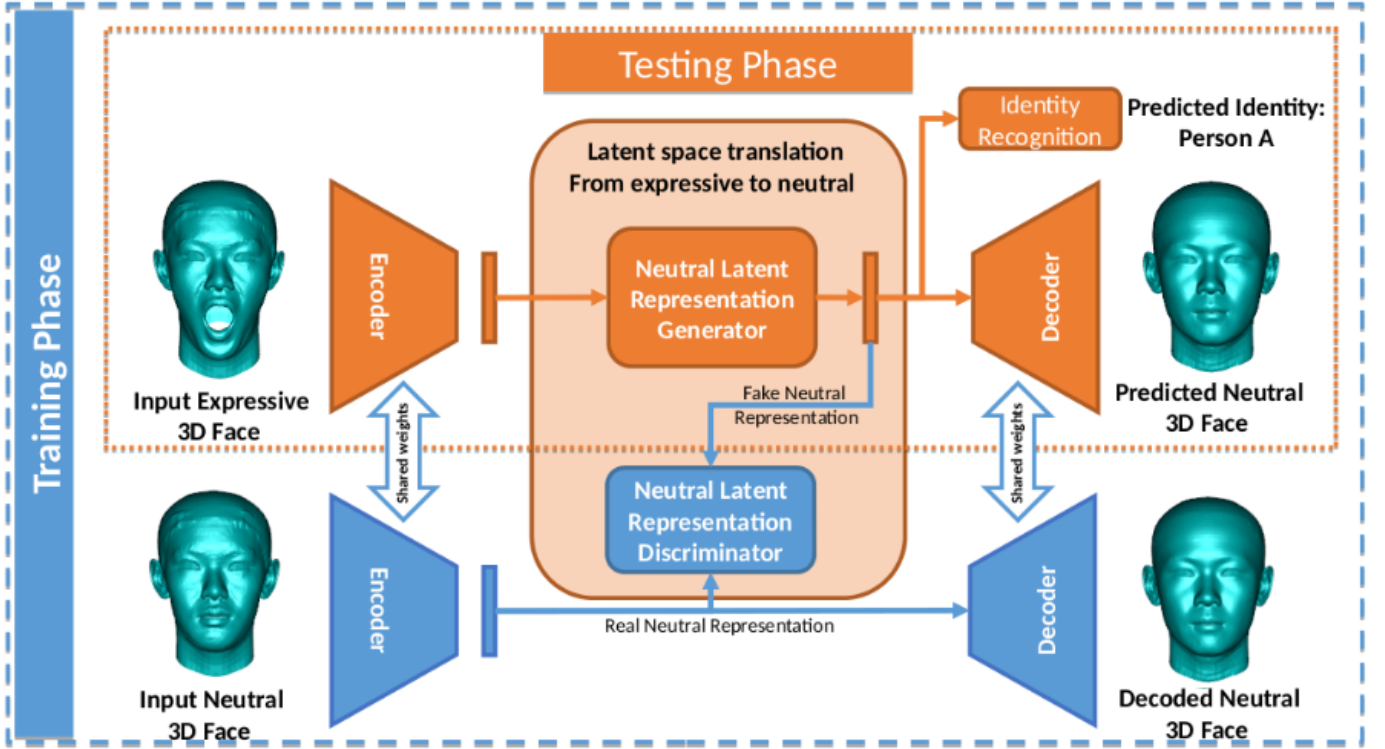 Training Phase
Testing Phase
Identity
Recognition
Predicted Identity:
Person A
Latent space translation
From expressive to neutral
Encoder
Neutral Latent
Representation
Generator
Decoder
Input Expressive
3D Face
Fake Neutral
Representation
Predicted Neutral
3D Face
Shared weights
Shared weights
Neutral Latent
Representation
Discriminator
Encoder
Decoder
Real Neutral Representation
Input Neutral
3D Face
Decoded Neutral
3D Face